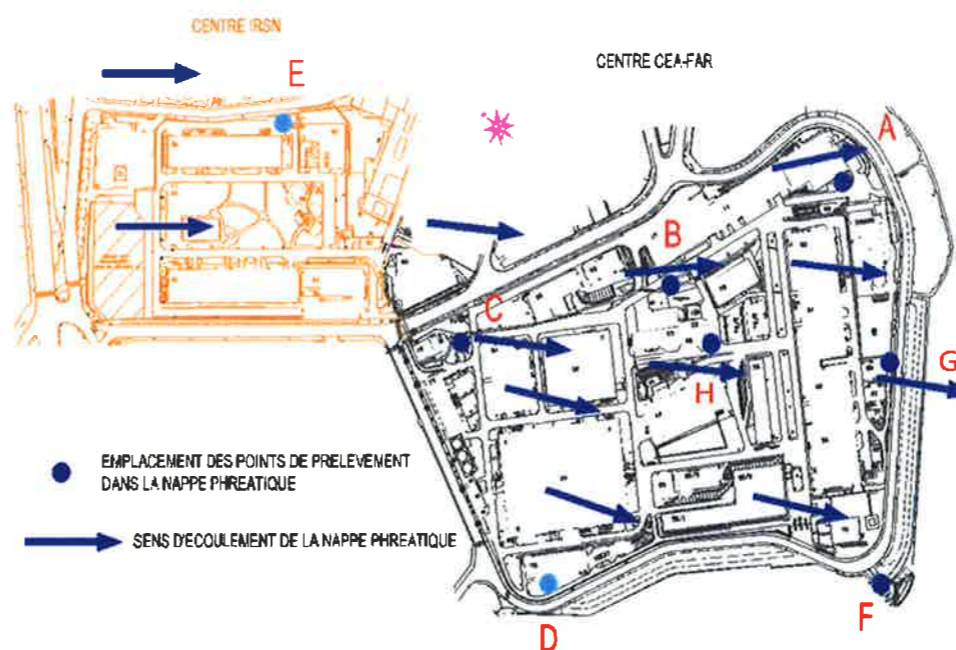 CENTRE IRSN
CENTRE CEA-FAR
E
A
B
C
G
H
EMPLACEMENT DES POINTS DE PRELEVEMENT
DANS LA NAPPE PHREATIQUE
SENS D'ECOULEMENT DE LA NAPPE PHREATIQUE
D
F